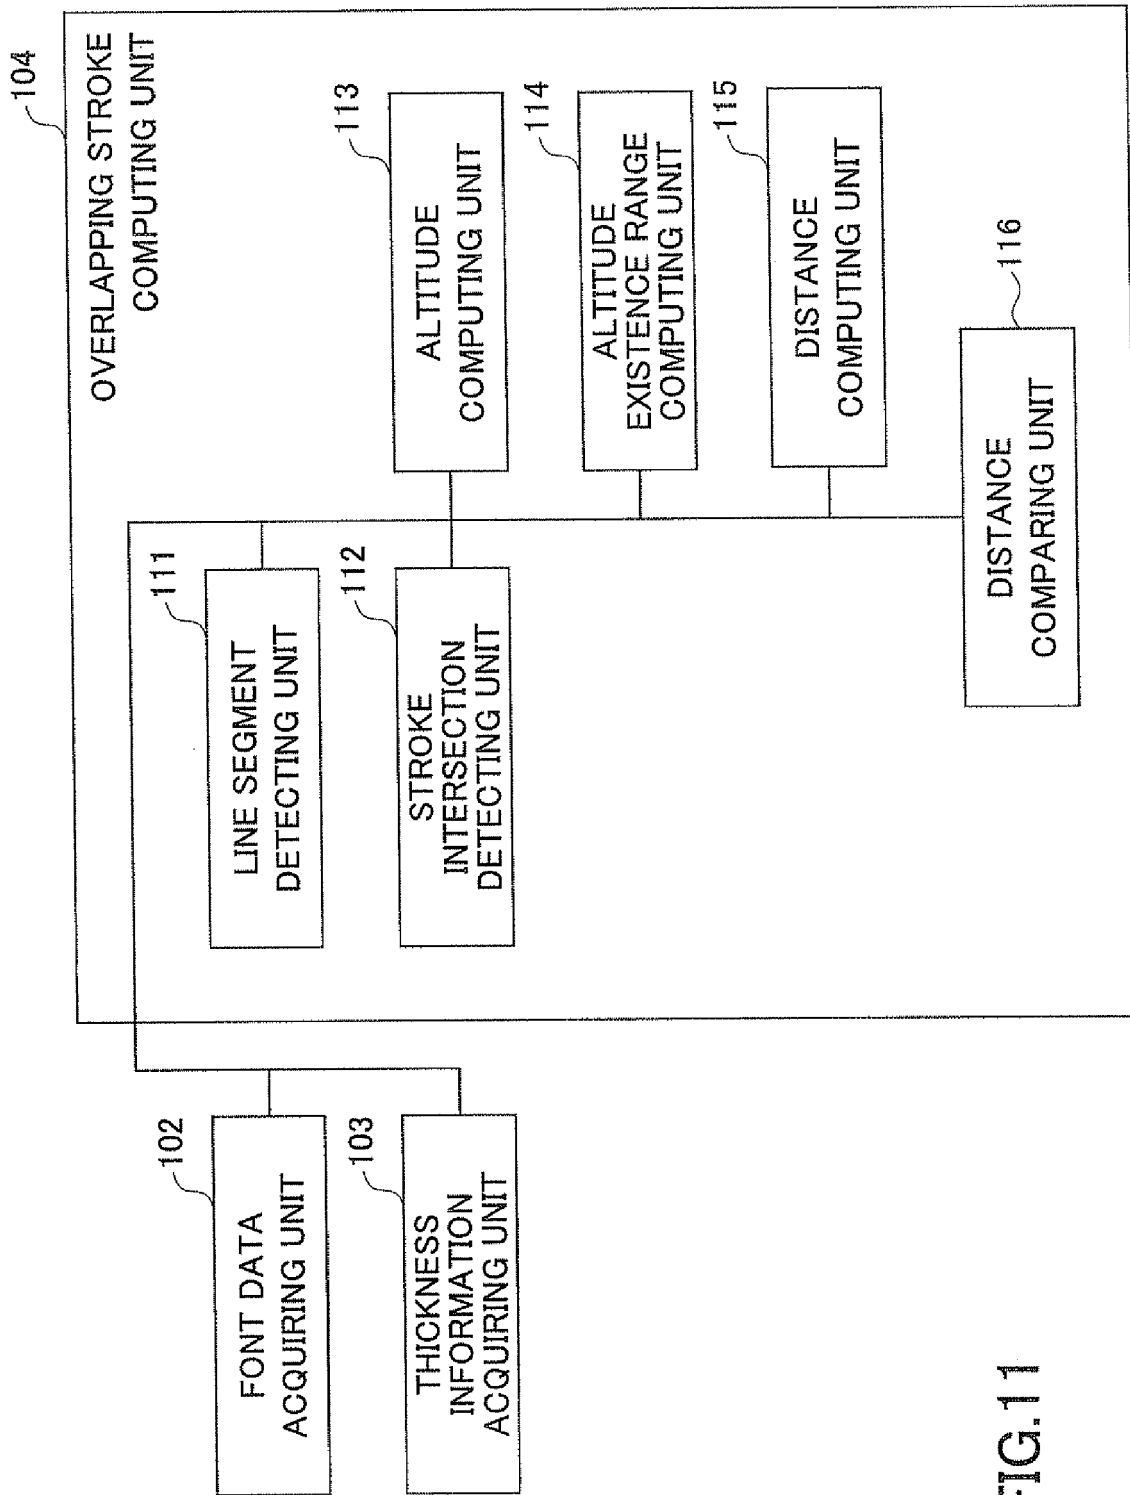 104
OVERLAPPING STROKE
COMPUTING UNIT
102
FONT DATA
ACQUIRING UNIT
103
THICKNESS
INFORMATION
ACQUIRING UNIT
111
LINE SEGMENT
DETECTING UNIT
112
STROKE
INTERSECTION
DETECTING UNIT
113
ALTITUDE
COMPUTING UNIT
114
ALTITUDE
EXISTENCE RANGE
COMPUTING UNIT
115
DISTANCE
COMPUTING UNIT
116
DISTANCE
COMPARING UNIT
FIG.11